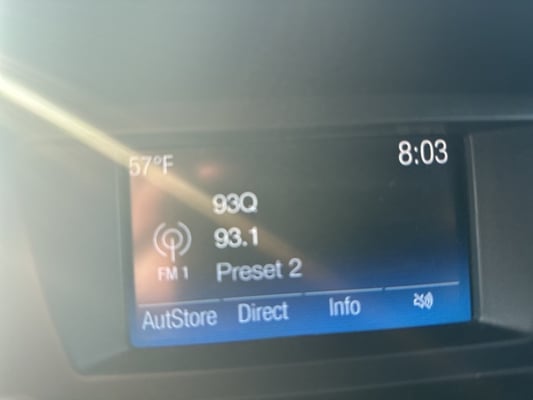 57°F 8:03
93Q
93.1
FM 1 Preset 2
AutStore Direct Info